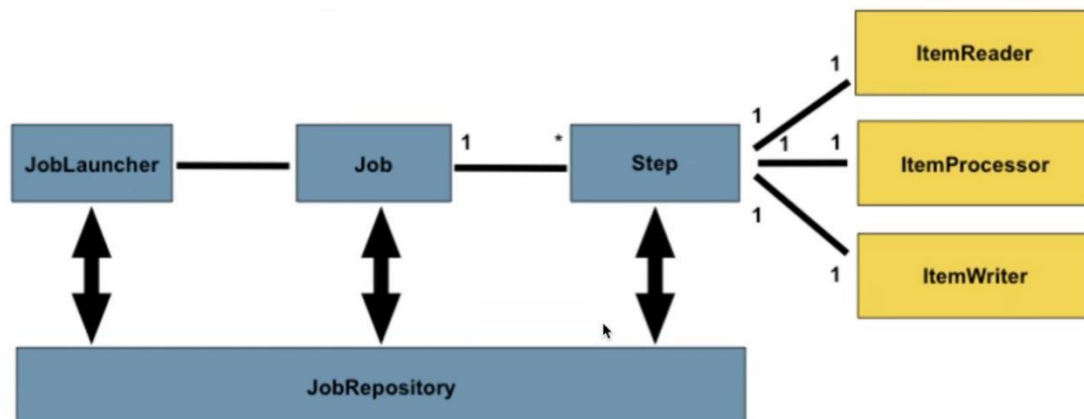 ItemReader
1
1
1
*
1
1
JobLauncher
Job
Step
ItemProcessor
1
1
ItemWriter
JobRepository